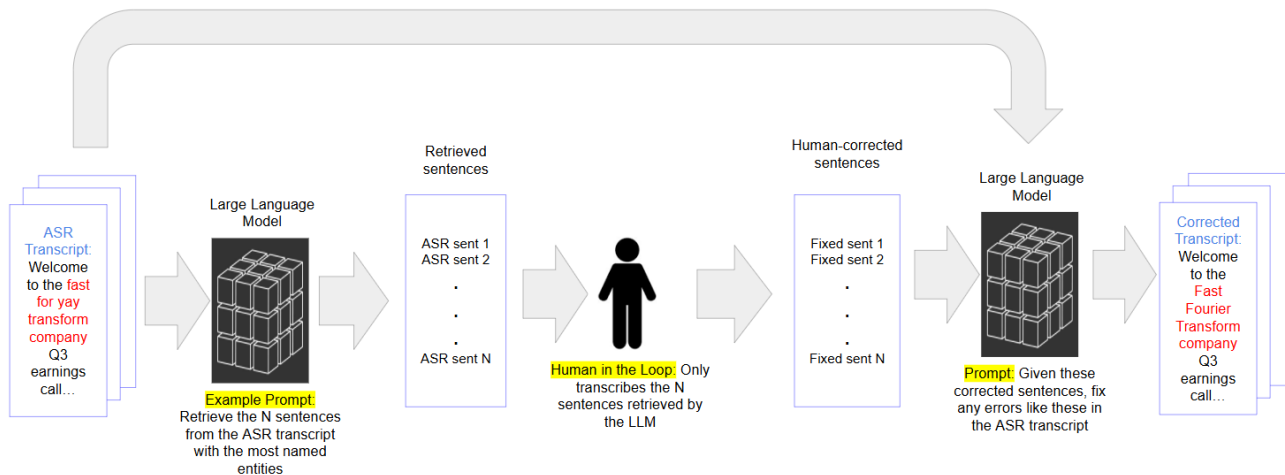 ASR
Transcript:
Welcome
to the fast
for yay
transform
company
Q3
earnings
call…
Large Language
Model
Example Prompt:
Retrieve the N sentences
from the ASR transcript
with the most named
entities
Retrieved
sentences
ASR sent 1
ASR sent 2
.
.
.
ASR sent N
Human in the Loop: Only
transcribes the N
sentences retrieved by
the LLM
Human-corrected
sentences
Fixed sent 1
Fixed sent 2
.
.
.
Fixed sent N
Large Language
Model
Prompt: Given these
corrected sentences, fix
any errors like these in
the ASR transcript
Corrected
Transcript:
Welcome
to the
Fast
Fourier
Transform
company
Q3
earnings
call…